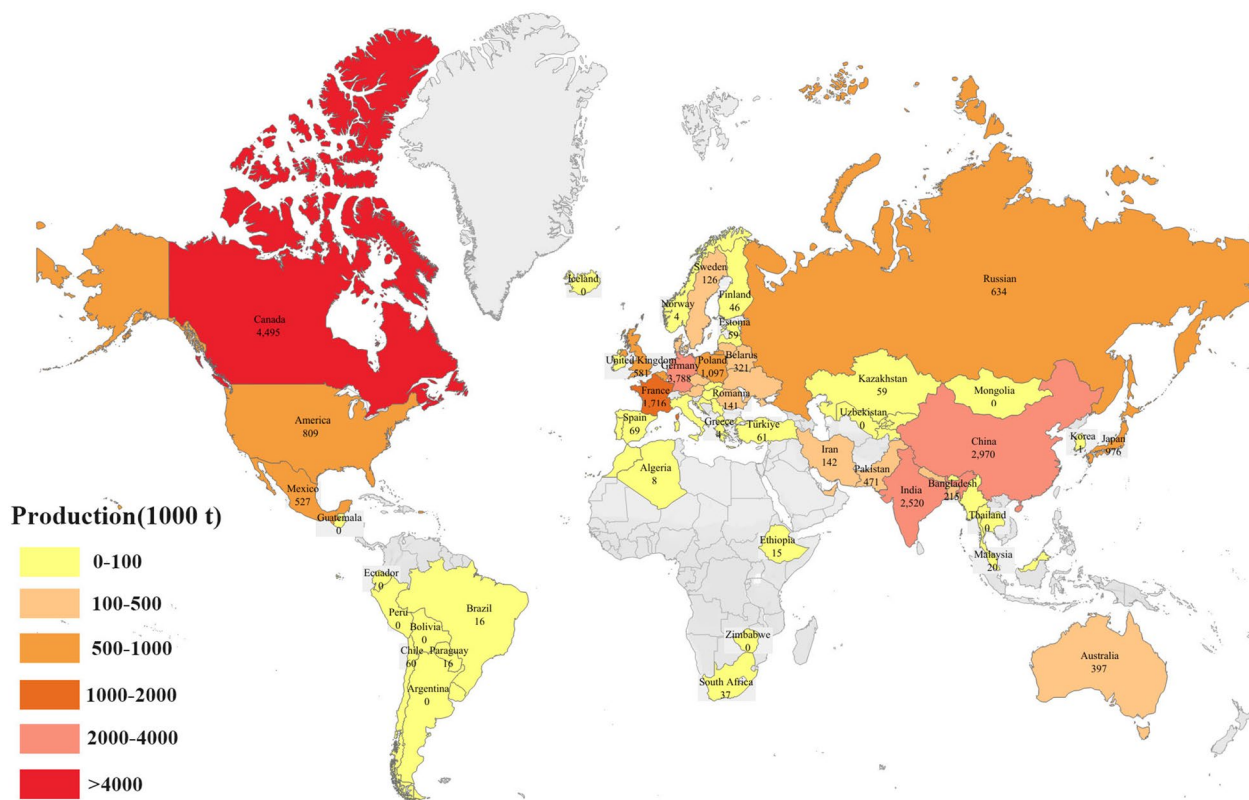 Sweden
126
Iceland
0
Finland
46
Norway
4
Russian
634
Canada
4,495
Estonia
59
United Kingdom
581
Germany
3,788
Poland
1,097
Belarus
321
France
1,716
Romania
141
Kazakhstan
59
Mongolia
0
Uzbekistan
0
Spain
69
Greece
Türkiye
61
America
809
China
2,970
Korea
1
Japan
976
Iran
142
Pakistan
471
Algeria
8
India
2,520
Bangladesh
Mexico
527
Guatemala
0
Thailand
0
Malaysia
20
Ethiopia
15
Ecuador
10
Peru
0
Brazil
16
Bolivia
0
Chile
60
Paraguay
16
Argentina
0
Zimbabwe
0
South Africa
37
Australia
397
Production(1000 t)
0-100
100-500
500-1000
1000-2000
2000-4000
>4000